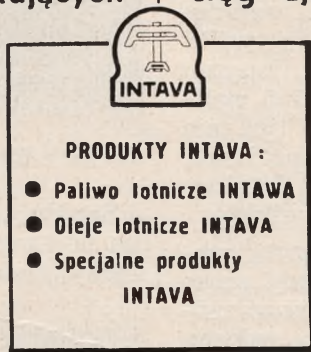 INTAVA
PRODUKTY INTAVA:
● Paliwo lotnicze INTAWA
● Oleje lotnicze INTAVA
● Specjalne produkty
INTAVA